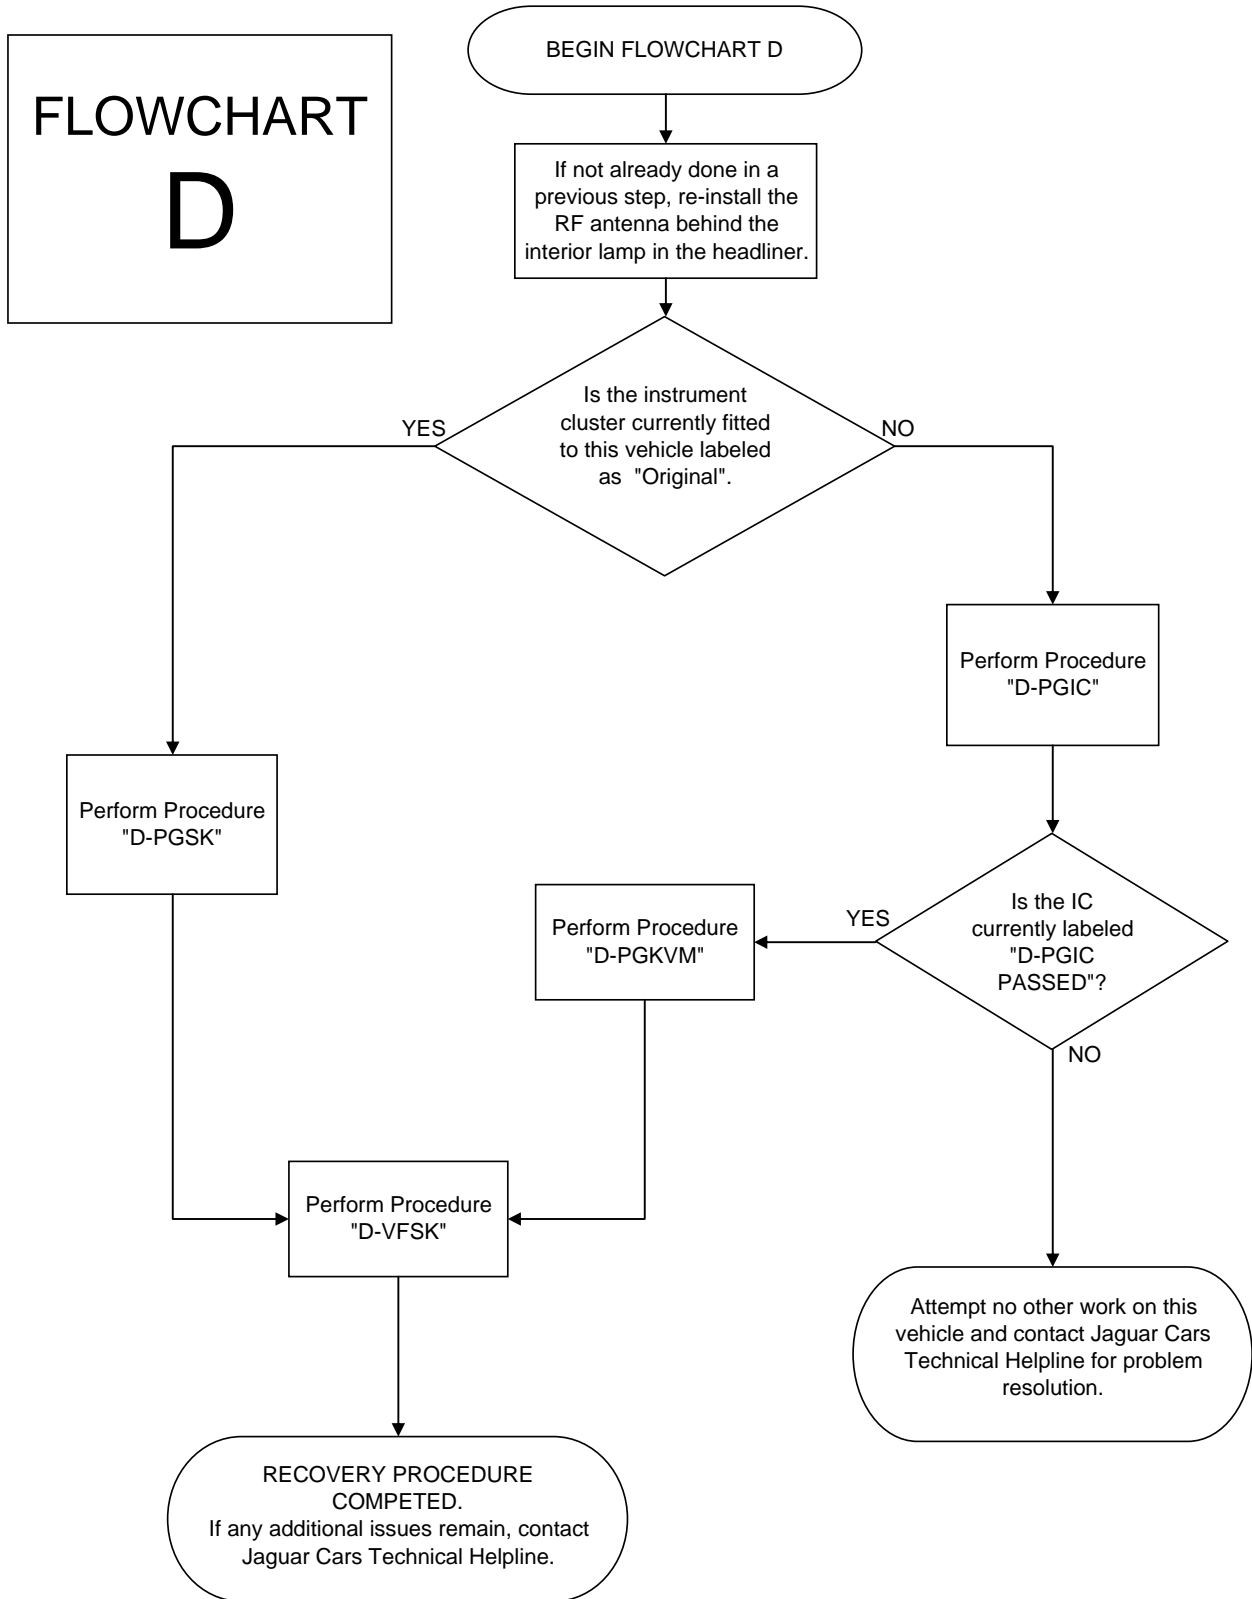 FLOWCHART
D
BEGIN FLOWCHART D
If not already done in a
previous step, re-install the
RF antenna behind the
interior lamp in the headliner.
Is the instrument
cluster currently fitted
to this vehicle labeled
as "Original".
YES
NO
Perform Procedure
"D-PGIC"
Perform Procedure
"D-PGSK"
Is the IC
currently labeled
"D-PGIC
PASSED"?
YES
NO
Perform Procedure
"D-PGKVM"
Perform Procedure
"D-VFSK"
Attempt no other work on this
vehicle and contact Jaguar Cars
Technical Helpline for problem
resolution.
RECOVERY PROCEDURE
COMPETED.
If any additional issues remain, contact
Jaguar Cars Technical Helpline.